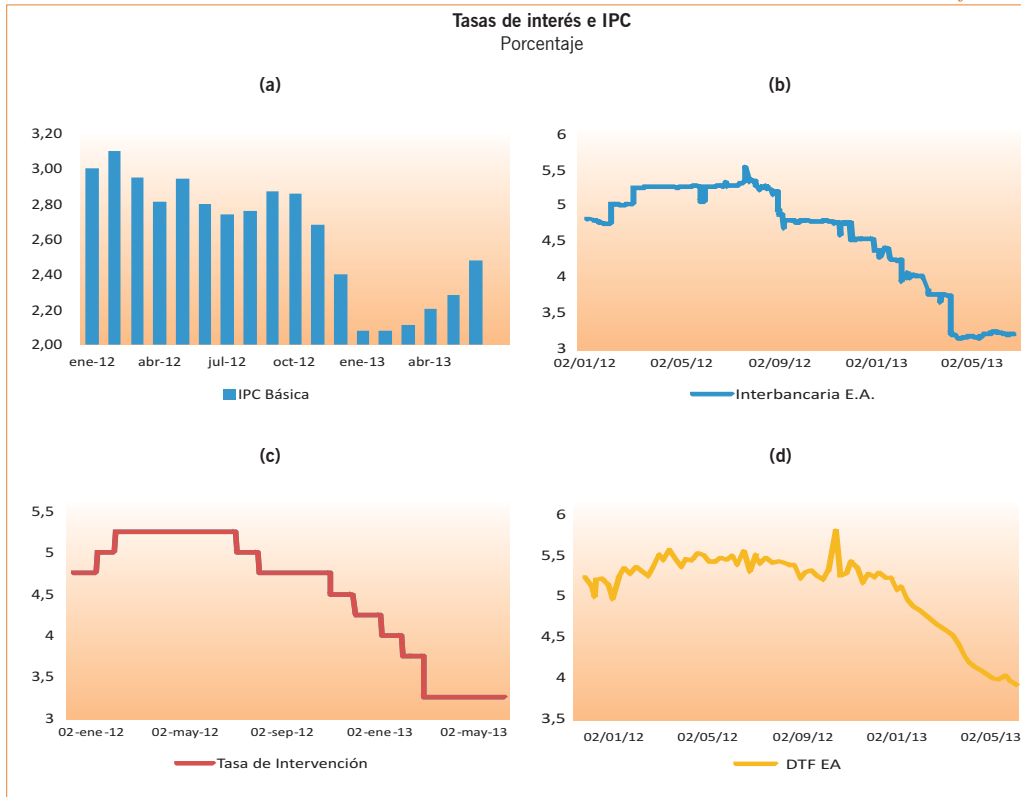 Tasas de interés e IPC
Porcentaje
(a)
3,20
3,00
2,80
2,60
2,40
2,20
2,00
ene-12 abr-12 jul-12 oct-12 ene-13 abr-13
IPC Básica
(b)
6
5,5
5
4,5
4
3,5
3
02/01/12 02/05/12 02/09/12 02/01/13 02/05/13
Interbancaria E.A.
(c)
5,5
5
4,5
4
3,5
3
02-ene-12 02-may-12 02-sep-12 02-ene-13 02-may-13
Tasa de Intervención
(d)
6
5,5
5
4,5
4
3,5
02/01/12 02/05/12 02/09/12 02/01/13 02/05/13
DTF EA